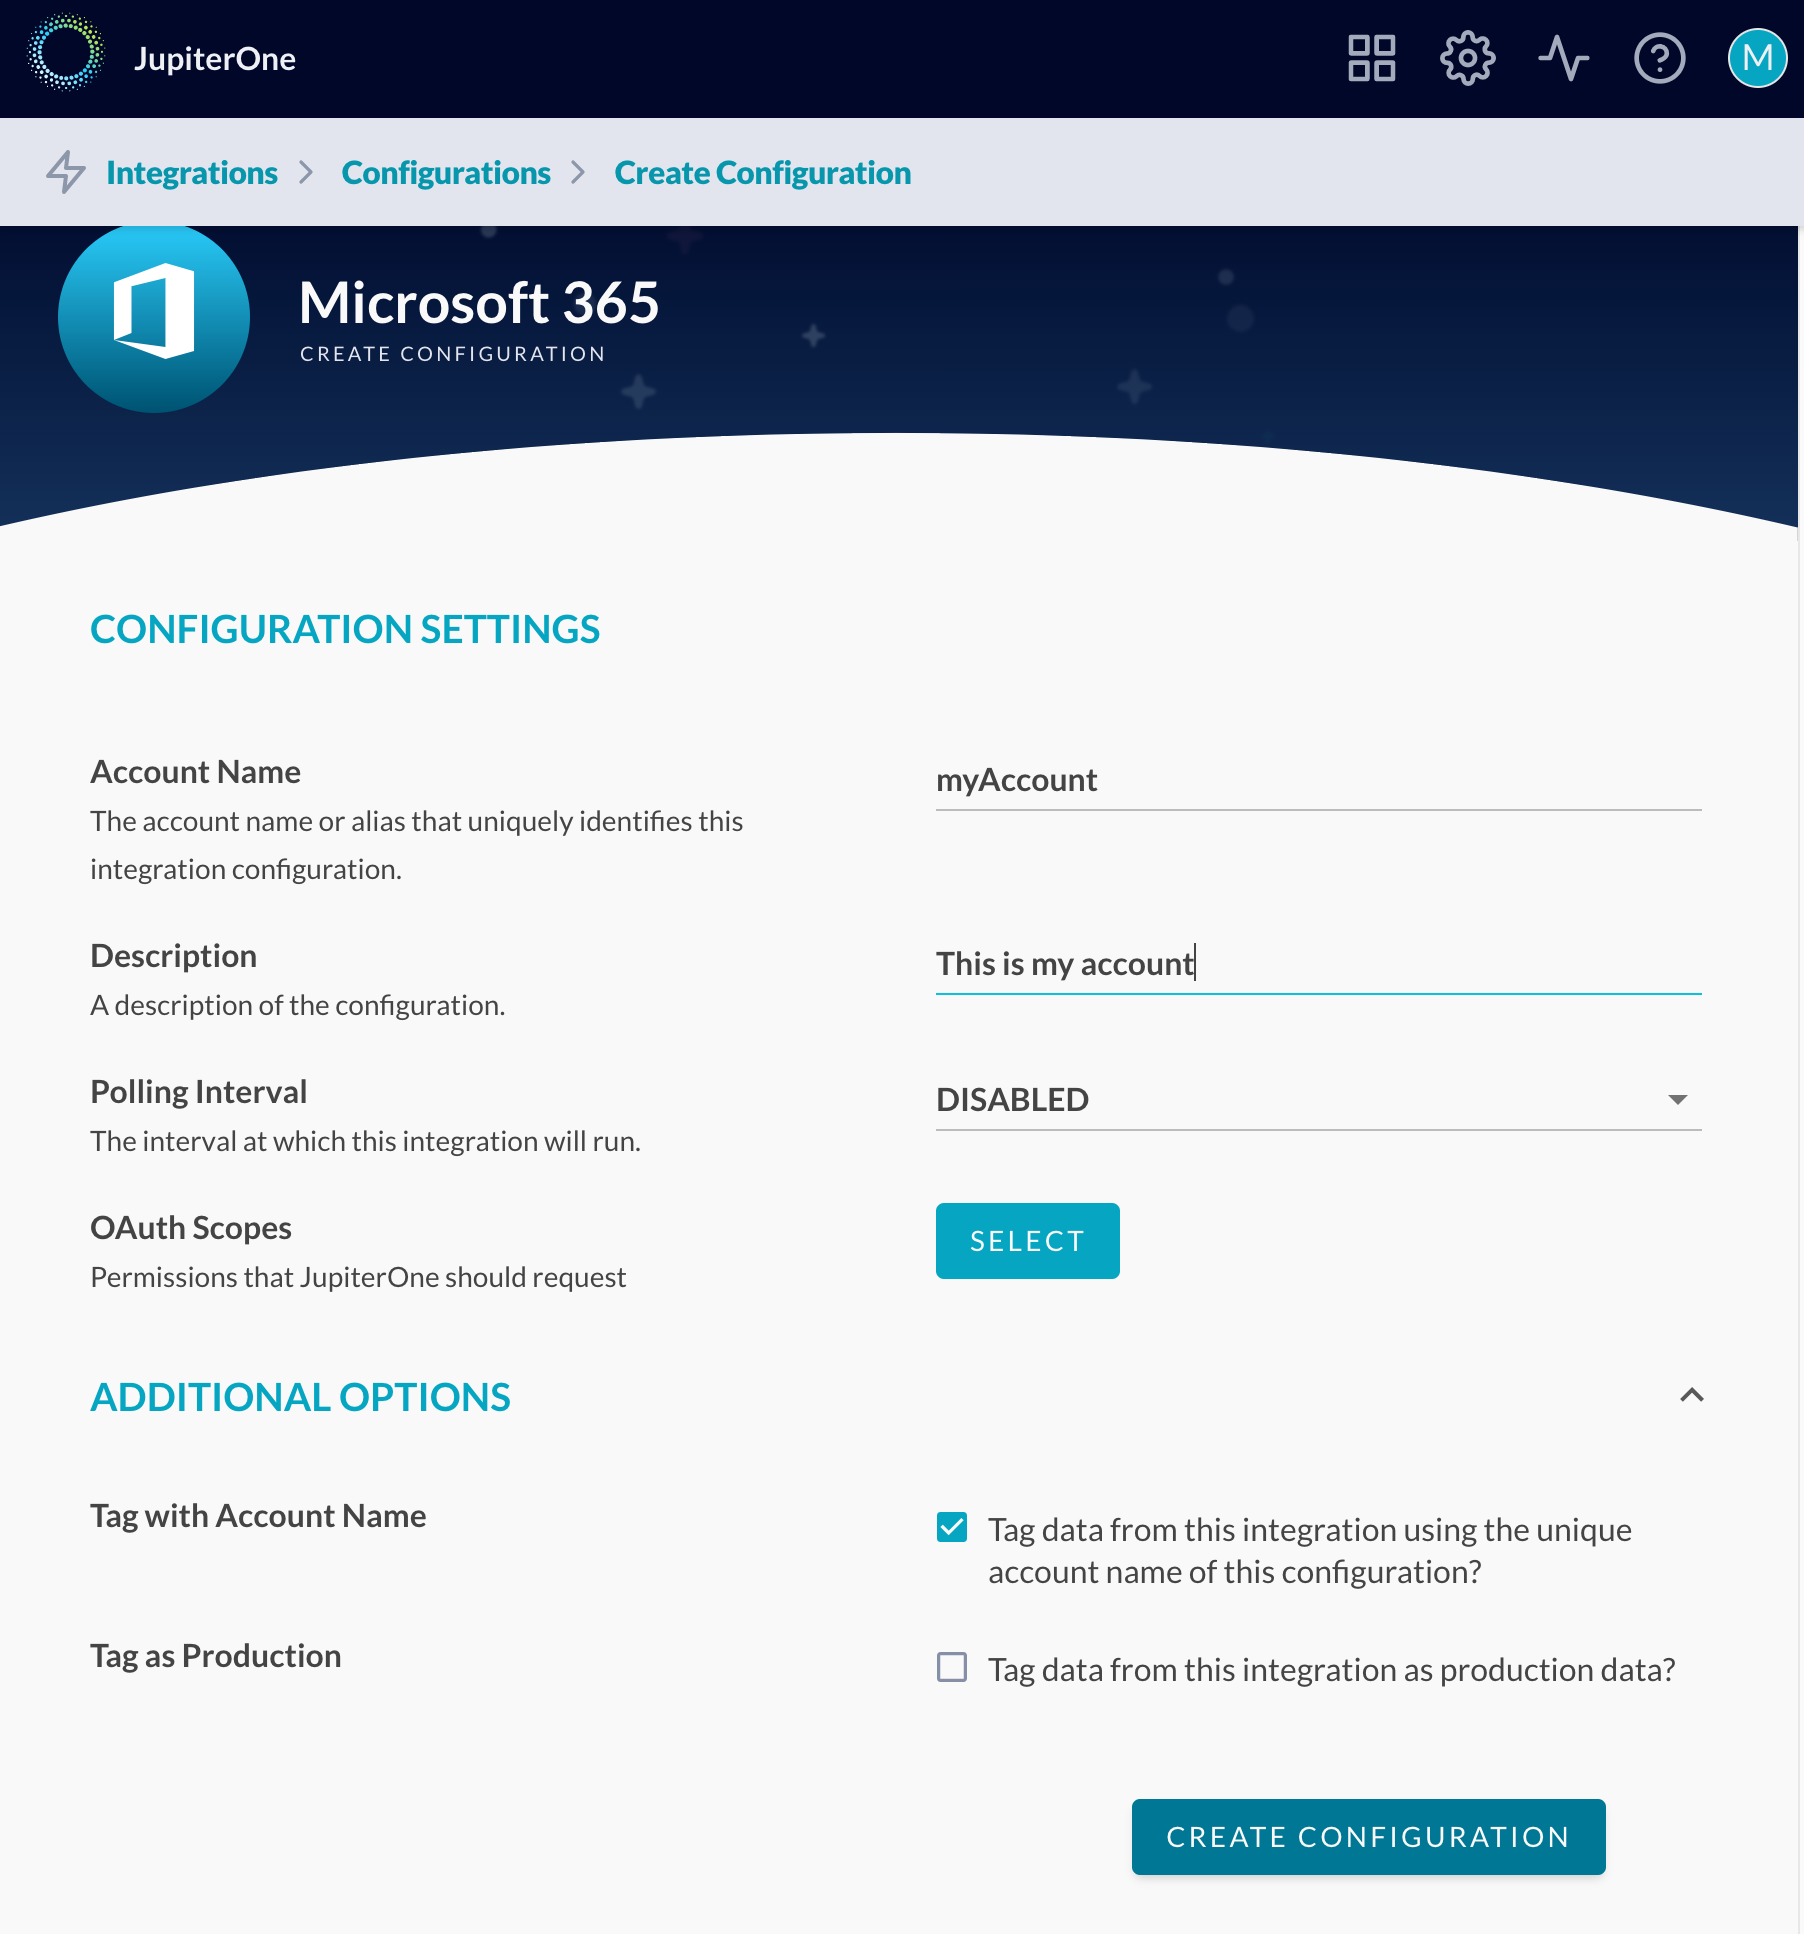 JupiterOne
M
Integrations
Configurations
Create Configuration
Microsoft 365
CREATE CONFIGURATION
CONFIGURATION SETTINGS
Account Name
The account name or alias that uniquely identifies this
integration configuration.
myAccount
Description
A description of the configuration.
This is my account
Polling Interval
The interval at which this integration will run.
DISABLED
OAuth Scopes
Permissions that JupiterOne should request
SELECT
ADDITIONAL OPTIONS
Tag with Account Name
Tag data from this integration using the unique
account name of this configuration?
Tag as Production
Tag data from this integration as production data?
CREATE CONFIGURATION